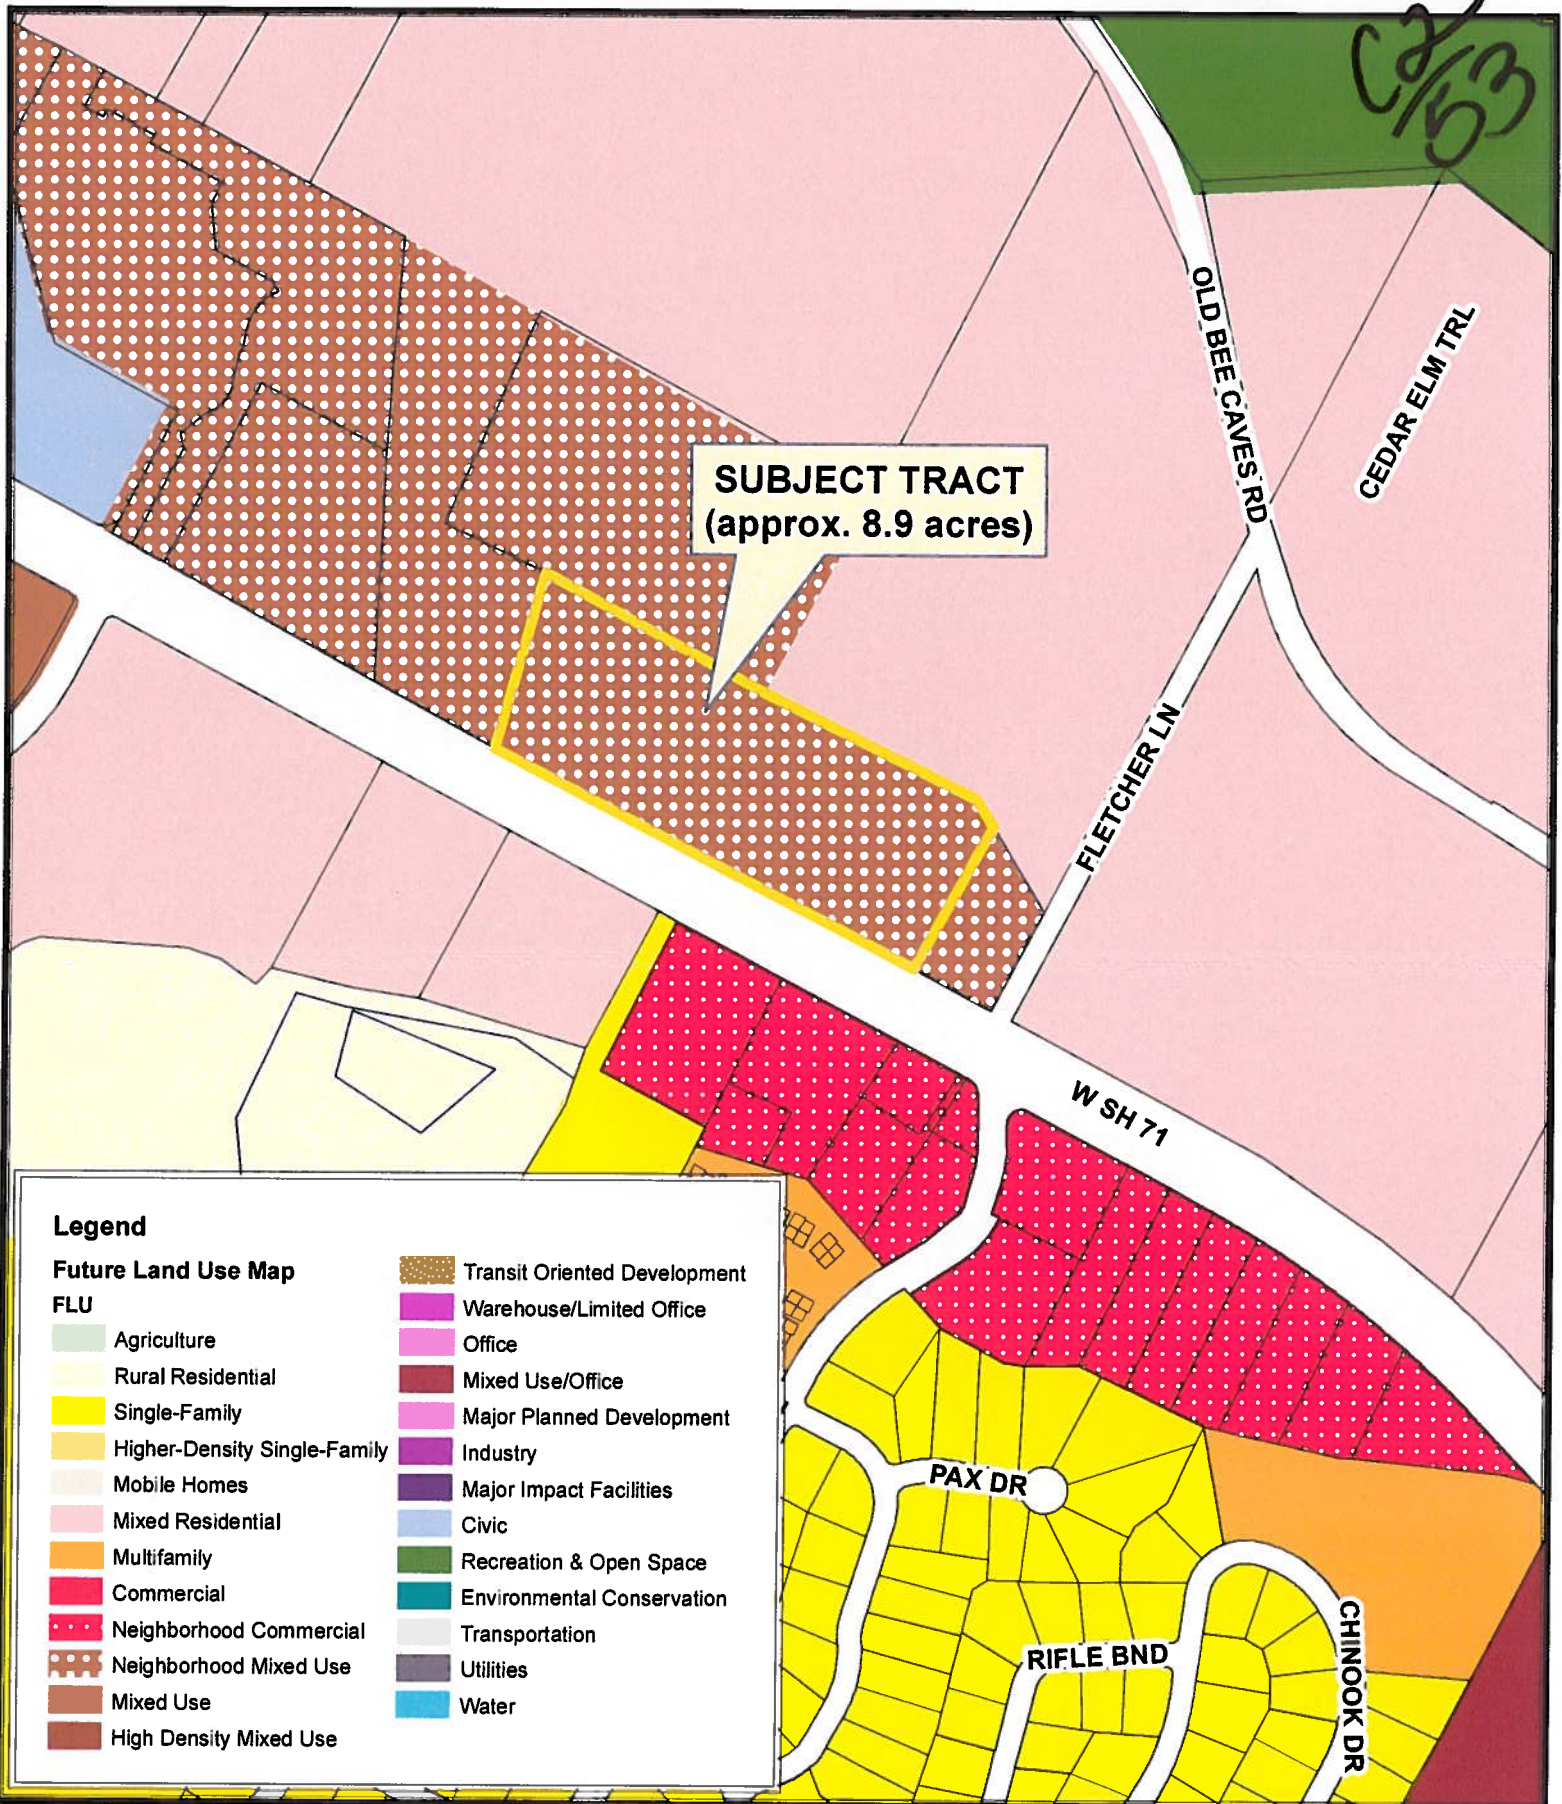 C2/53
OLD BEE CAVES RD
CEDAR ELM TRL
SUBJECT TRACT
(approx. 8.9 acres)
FLETCHER LN
W SH 71
PAX DR
RIFLE BND
CHINOOK DR
Legend
Future Land Use Map
FLU
Agriculture
Rural Residential
Single-Family
Higher-Density Single-Family
Mobile Homes
Mixed Residential
Multifamily
Commercial
Neighborhood Commercial
Neighborhood Mixed Use
Mixed Use
High Density Mixed Use
Transit Oriented Development
Warehouse/Limited Office
Office
Mixed Use/Office
Major Planned Development
Industry
Major Impact Facilities
Civic
Recreation & Open Space
Environmental Conservation
Transportation
Utilities
Water